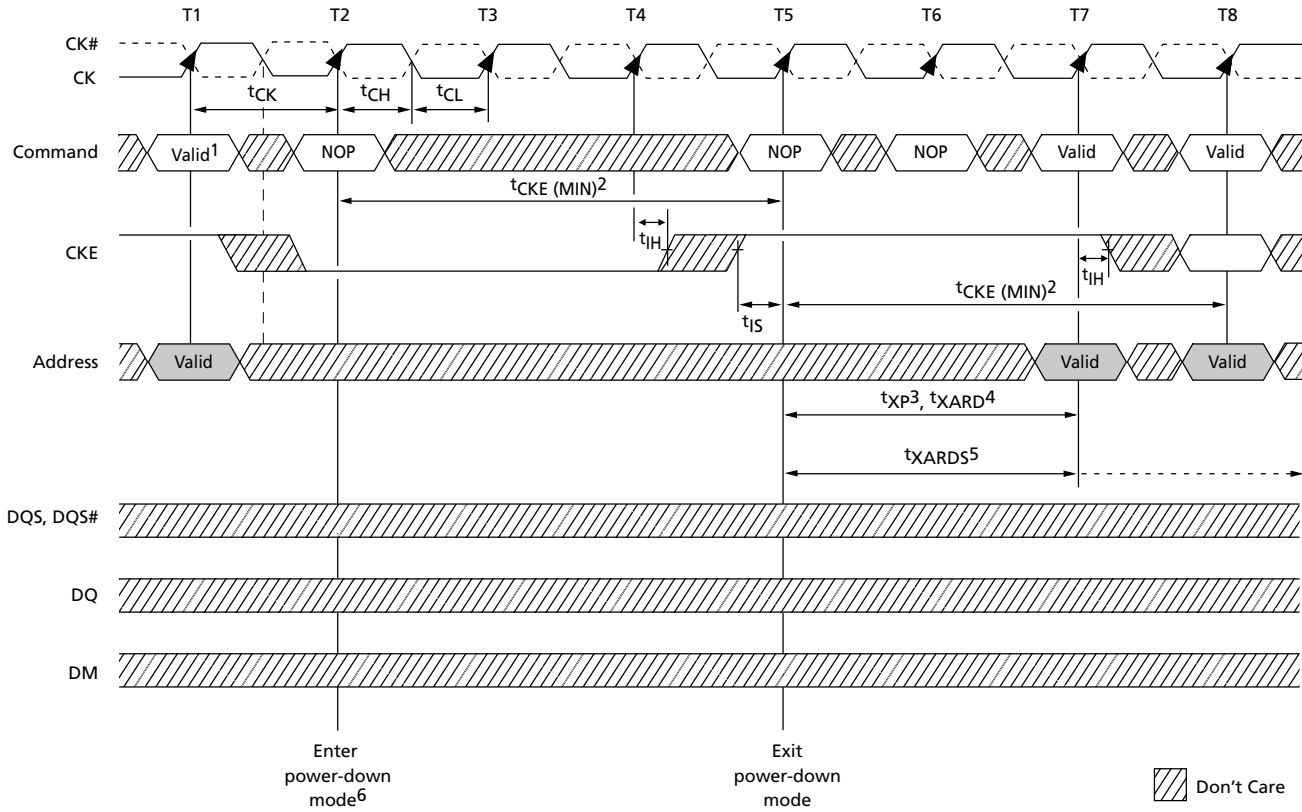 T1 T2 T3 T4 T5 T6 T7 T8
CK#
CK
tCK tCH tCL
Command Valid1 NOP NOP NOP Valid Valid
tCKE (MIN)2
tIH
CKE
tIH
tCKE (MIN)2
tIS
Address Valid Valid Valid
tXP3, tXARD4
tXARDS5
DQS, DQS#
DQ
DM
Enter
power-down
mode6
Exit
power-down
mode
Don't Care